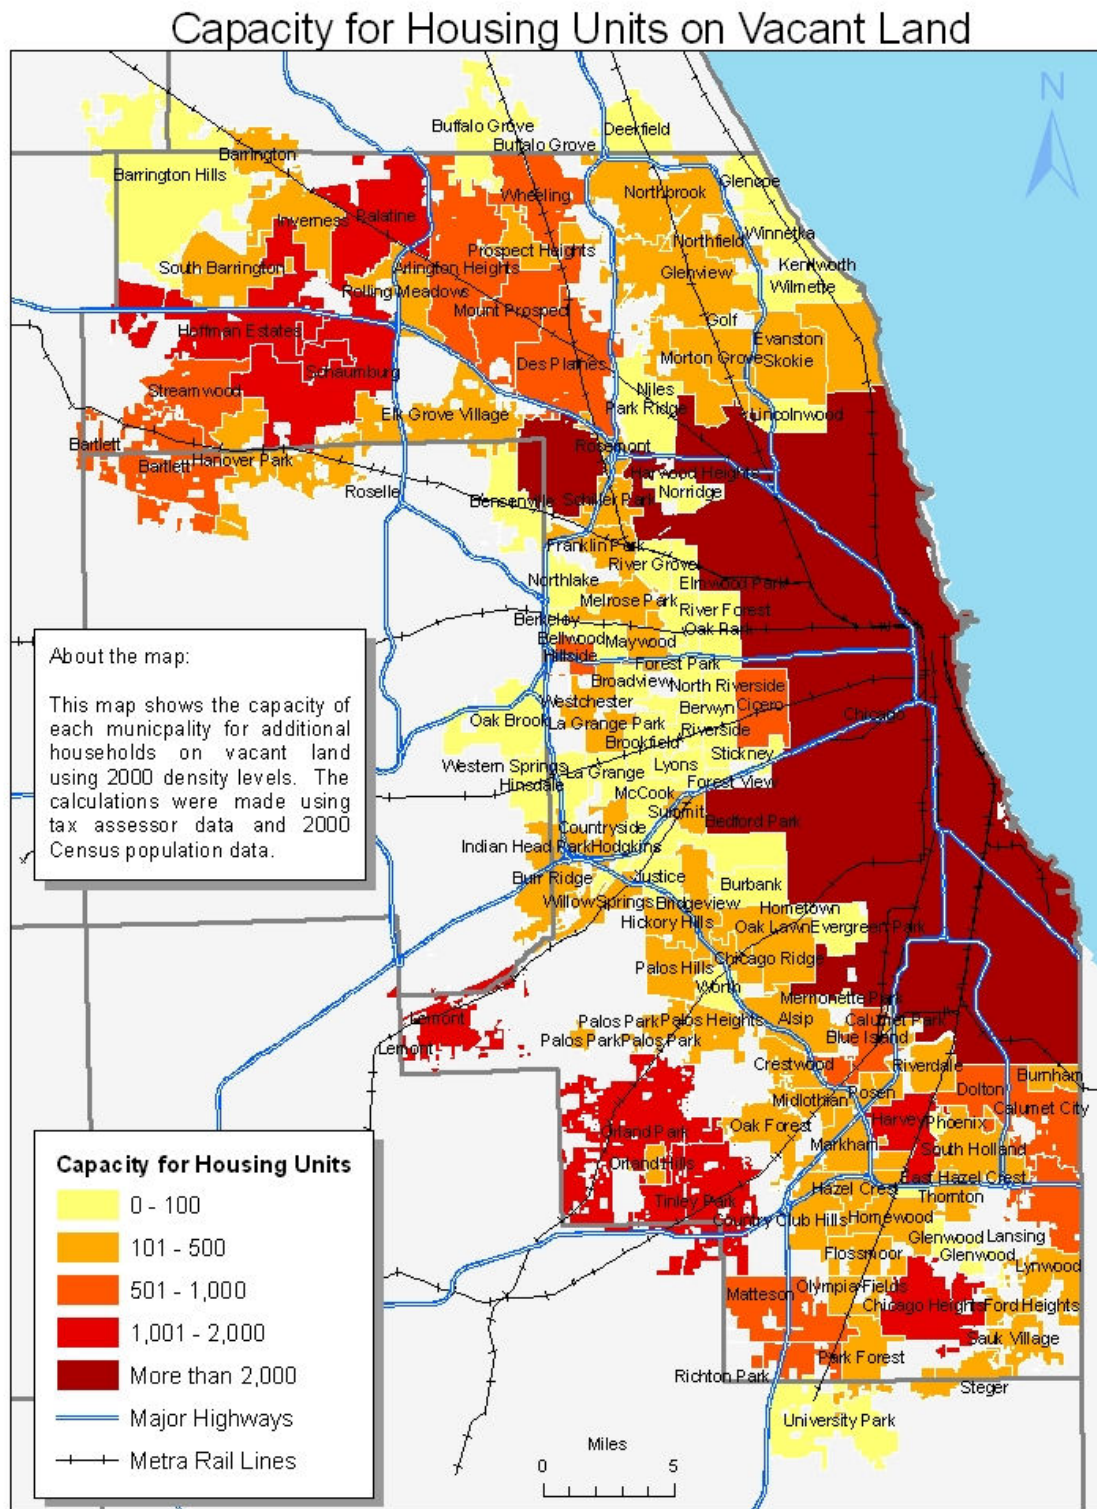 Capacity for Housing Units on Vacant Land
N
Buffalo Grove
Deerfield
Buffalo Grove
Barrington
Barrington Hills
Glencoe
Wheeling
Northbrook
Inverness
Palatine
Winnetka
Northfield
Prospect Heights
South Barrington
Arlington Heights
Glenview
Kenilworth
Wilmette
Rolling Meadows
Mount Prospect
Golf
Hoffman Estates
Evanston
Skokie
Morton Grove
Des Plaines
Schaumburg
Streamwood
Niles
Park Ridge
Elk Grove Village
Lincolnwood
Bartlett
Rosemont
Bartlett
Hanover Park
Harwood Heights
Roselle
Norridge
Bensenville
Schiller Park
Franklin Park
River Grove
Northlake
Elmwood Park
Melrose Park
River Forest
Berkeley
Oak Park
Bellwood
Maywood
Hillside
Forest Park
Broadview
North Riverside
Westchester
Berwyn
Cicero
Chicago
Oak Brook
La Grange Park
Riverside
Brookfield
Stickney
Western Springs
Lyons
La Grange
Hinsdale
Forest View
McCook
Summit
Bedford Park
Countryside
Indian Head Park
Hodgkins
Burr Ridge
Justice
Burbank
Willow Springs
Bridgeview
Hometown
Hickory Hills
Oak Lawn
Evergreen Park
Chicago Ridge
Palos Hills
Worth
Merrionette Park
Lemont
Palos Park
Palos Heights
Alsip
Calumet Park
Blue Island
Lemont
Palos Park
Palos Park
Crestwood
Riverdale
Burnham
Dolton
Posen
Midlothian
Calumet City
Harvey
Phoenix
Orland Park
Oak Forest
Markham
South Holland
Orland Hills
East Hazel Crest
Hazel Crest
Thornton
Tinley Park
Country Club Hills
Homewood
Glenwood
Lansing
Flossmoor
Glenwood
Lynwood
Matteson
Olympia Fields
Chicago Heights
Ford Heights
Sauk Village
Park Forest
Richton Park
Steger
University Park
About the map:
This map shows the capacity of
each municpality for additional
households on vacant land
using 2000 density levels. The
calculations were made using
tax assessor data and 2000
Census population data.
Capacity for Housing Units
0 - 100
101 - 500
501 - 1,000
1,001 - 2,000
More than 2,000
Major Highways
Metra Rail Lines
Miles
0 5